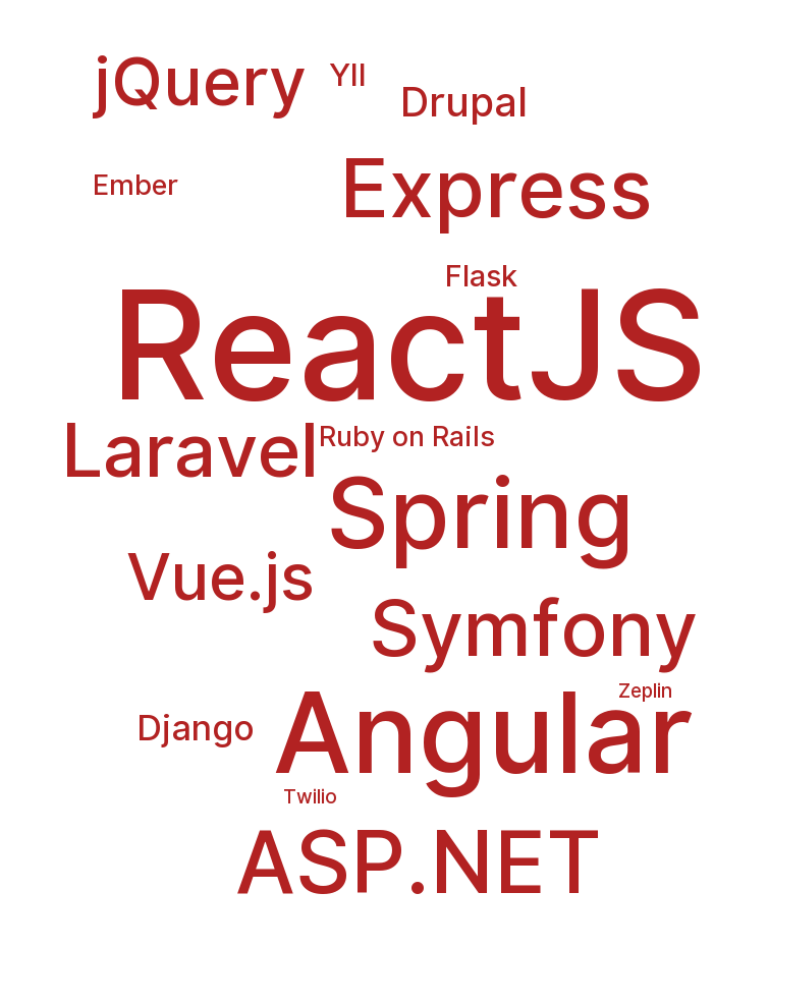 jQuery
YII
Drupal
Ember
Express
Flask
ReactJS
Laravel
Ruby on Rails
Spring
Vue.js
Symfony
Zeplin
Django
Angular
Twilio
ASP.NET